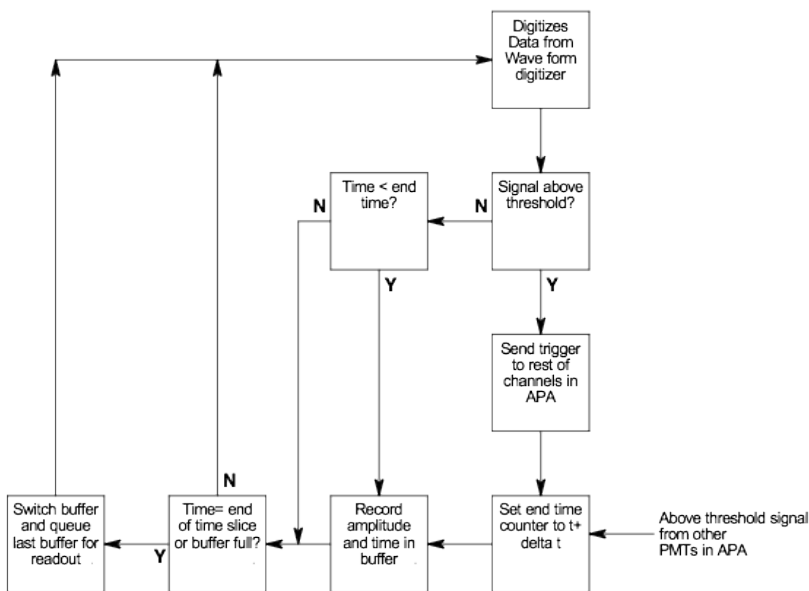 Digitizes
Data from
Wave form
digitizer
Time < end
time?
Signal above
threshold?
N
N
Y
Y
Send trigger
to rest of
channels in
APA
N
Switch buffer
and queue
last buffer for
readout
Time= end
of time slice
or buffer full?
Record
amplitude
and time in
buffer
Set end time
counter to t+
delta t
Above threshold signal
from other
PMTs in APA
Y